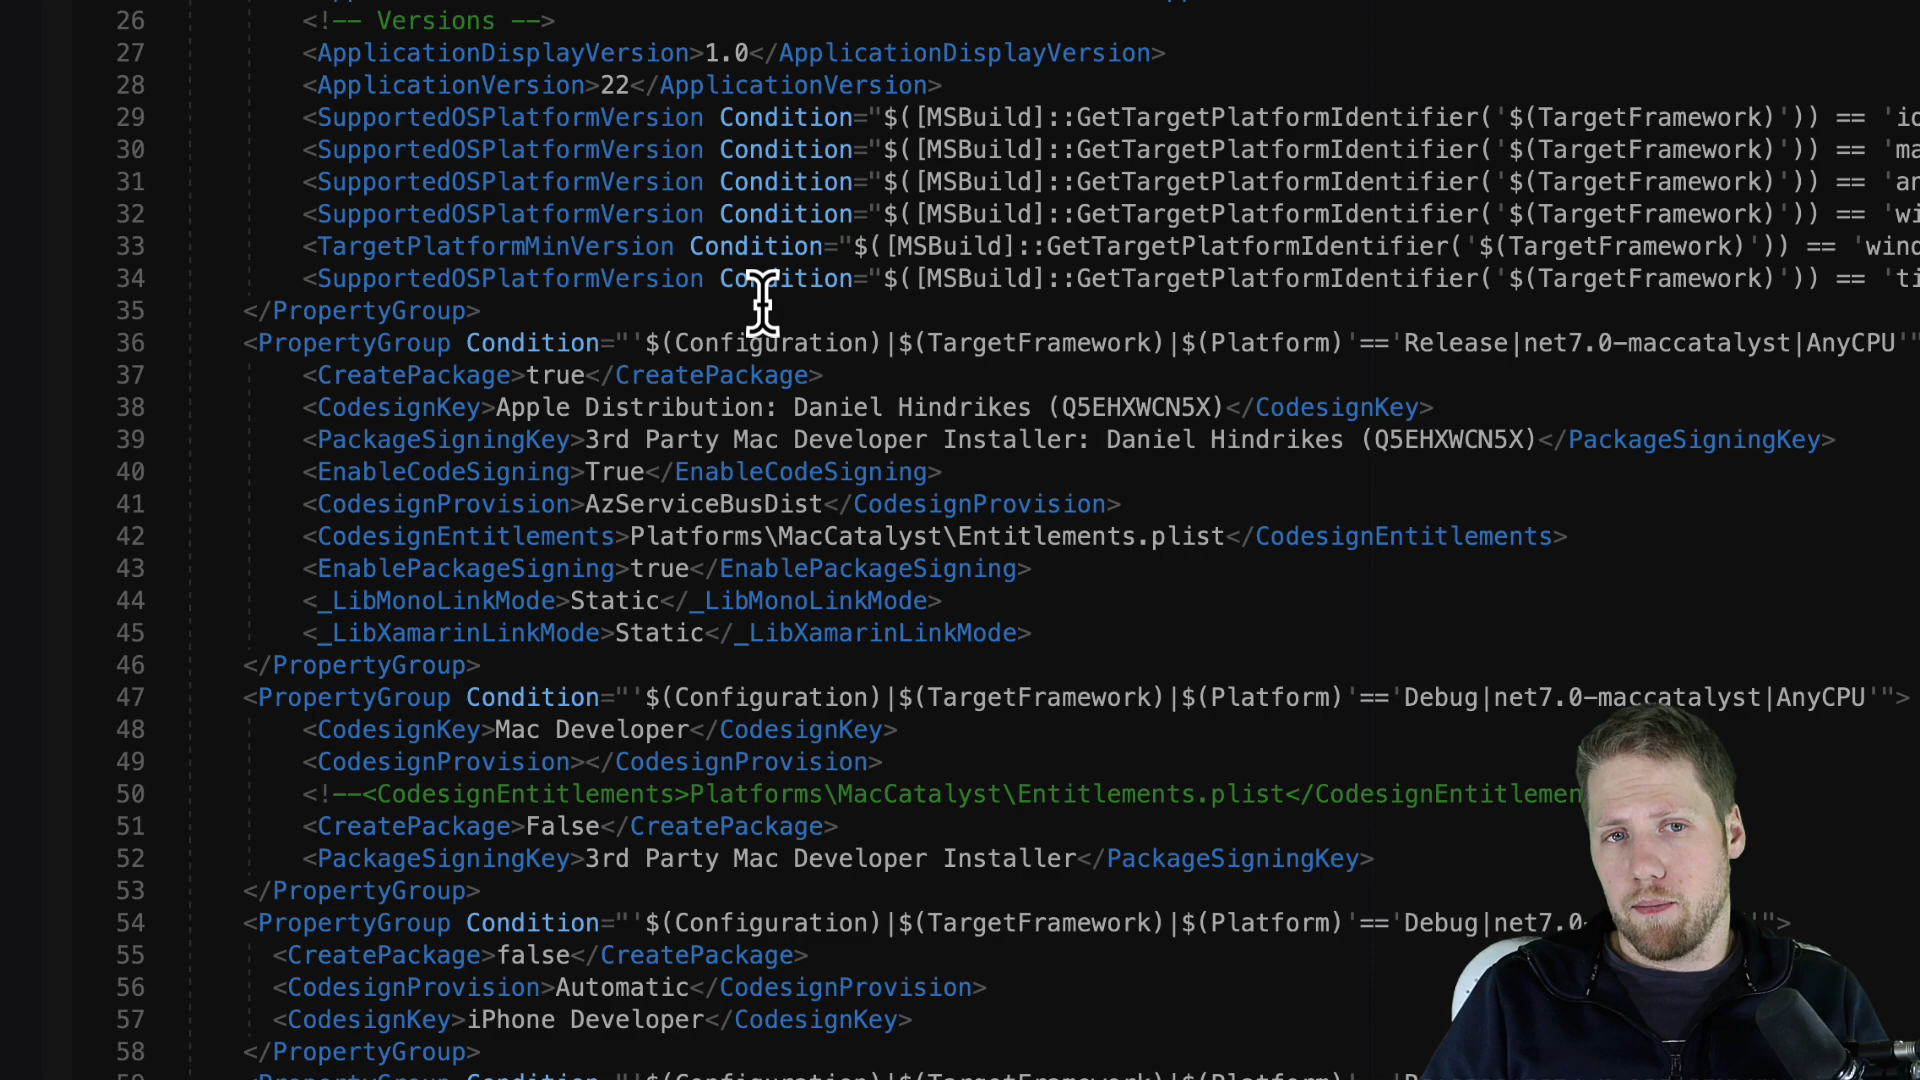 26 <!-- Versions -->
27 <ApplicationDisplayVersion>1.0</ApplicationDisplayVersion>
28 <ApplicationVersion>22</ApplicationVersion>
29 <SupportedOSPlatformVersion Condition="$([MSBuild]::GetTargetPlatformIdentifier('$(TargetFramework)')) == 'io
30 <SupportedOSPlatformVersion Condition="$([MSBuild]::GetTargetPlatformIdentifier('$(TargetFramework)')) == 'ma
31 <SupportedOSPlatformVersion Condition="$([MSBuild]::GetTargetPlatformIdentifier('$(TargetFramework)')) == 'an
32 <SupportedOSPlatformVersion Condition="$([MSBuild]::GetTargetPlatformIdentifier('$(TargetFramework)')) == 'wi
33 <TargetPlatformMinVersion Condition="$([MSBuild]::GetTargetPlatformIdentifier('$(TargetFramework)')) == 'wind
34 <SupportedOSPlatformVersion Condition="$([MSBuild]::GetTargetPlatformIdentifier('$(TargetFramework)')) == 'ti
35 </PropertyGroup>
36 <PropertyGroup Condition="'$(Configuration)|$(TargetFramework)|$(Platform)'=='Release|net7.0-maccatalyst|AnyCPU'"
37 <CreatePackage>true</CreatePackage>
38 <CodesignKey>Apple Distribution: Daniel Hindrikes (Q5EHXWCN5X)</CodesignKey>
39 <PackageSigningKey>3rd Party Mac Developer Installer: Daniel Hindrikes (Q5EHXWCN5X)</PackageSigningKey>
40 <EnableCodeSigning>True</EnableCodeSigning>
41 <CodesignProvision>AzServiceBusDist</CodesignProvision>
42 <CodesignEntitlements>Platforms\MacCatalyst\Entitlements.plist</CodesignEntitlements>
43 <EnablePackageSigning>true</EnablePackageSigning>
44 <_LibMonoLinkMode>Static</_LibMonoLinkMode>
45 <_LibXamarinLinkMode>Static</_LibXamarinLinkMode>
46 </PropertyGroup>
47 <PropertyGroup Condition="'$(Configuration)|$(TargetFramework)|$(Platform)'=='Debug|net7.0-maccatalyst|AnyCPU'">
48 <CodesignKey>Mac Developer</CodesignKey>
49 <CodesignProvision></CodesignProvision>
50 <!--<CodesignEntitlements>Platforms\MacCatalyst\Entitlements.plist</CodesignEntitlemen
51 <CreatePackage>False</CreatePackage>
52 <PackageSigningKey>3rd Party Mac Developer Installer</PackageSigningKey>
53 </PropertyGroup>
54 <PropertyGroup Condition="'$(Configuration)|$(TargetFramework)|$(Platform)'=='Debug|net7.0- '">
55 <CreatePackage>false</CreatePackage>
56 <CodesignProvision>Automatic</CodesignProvision>
57 <CodesignKey>iPhone Developer</CodesignKey>
58 </PropertyGroup>